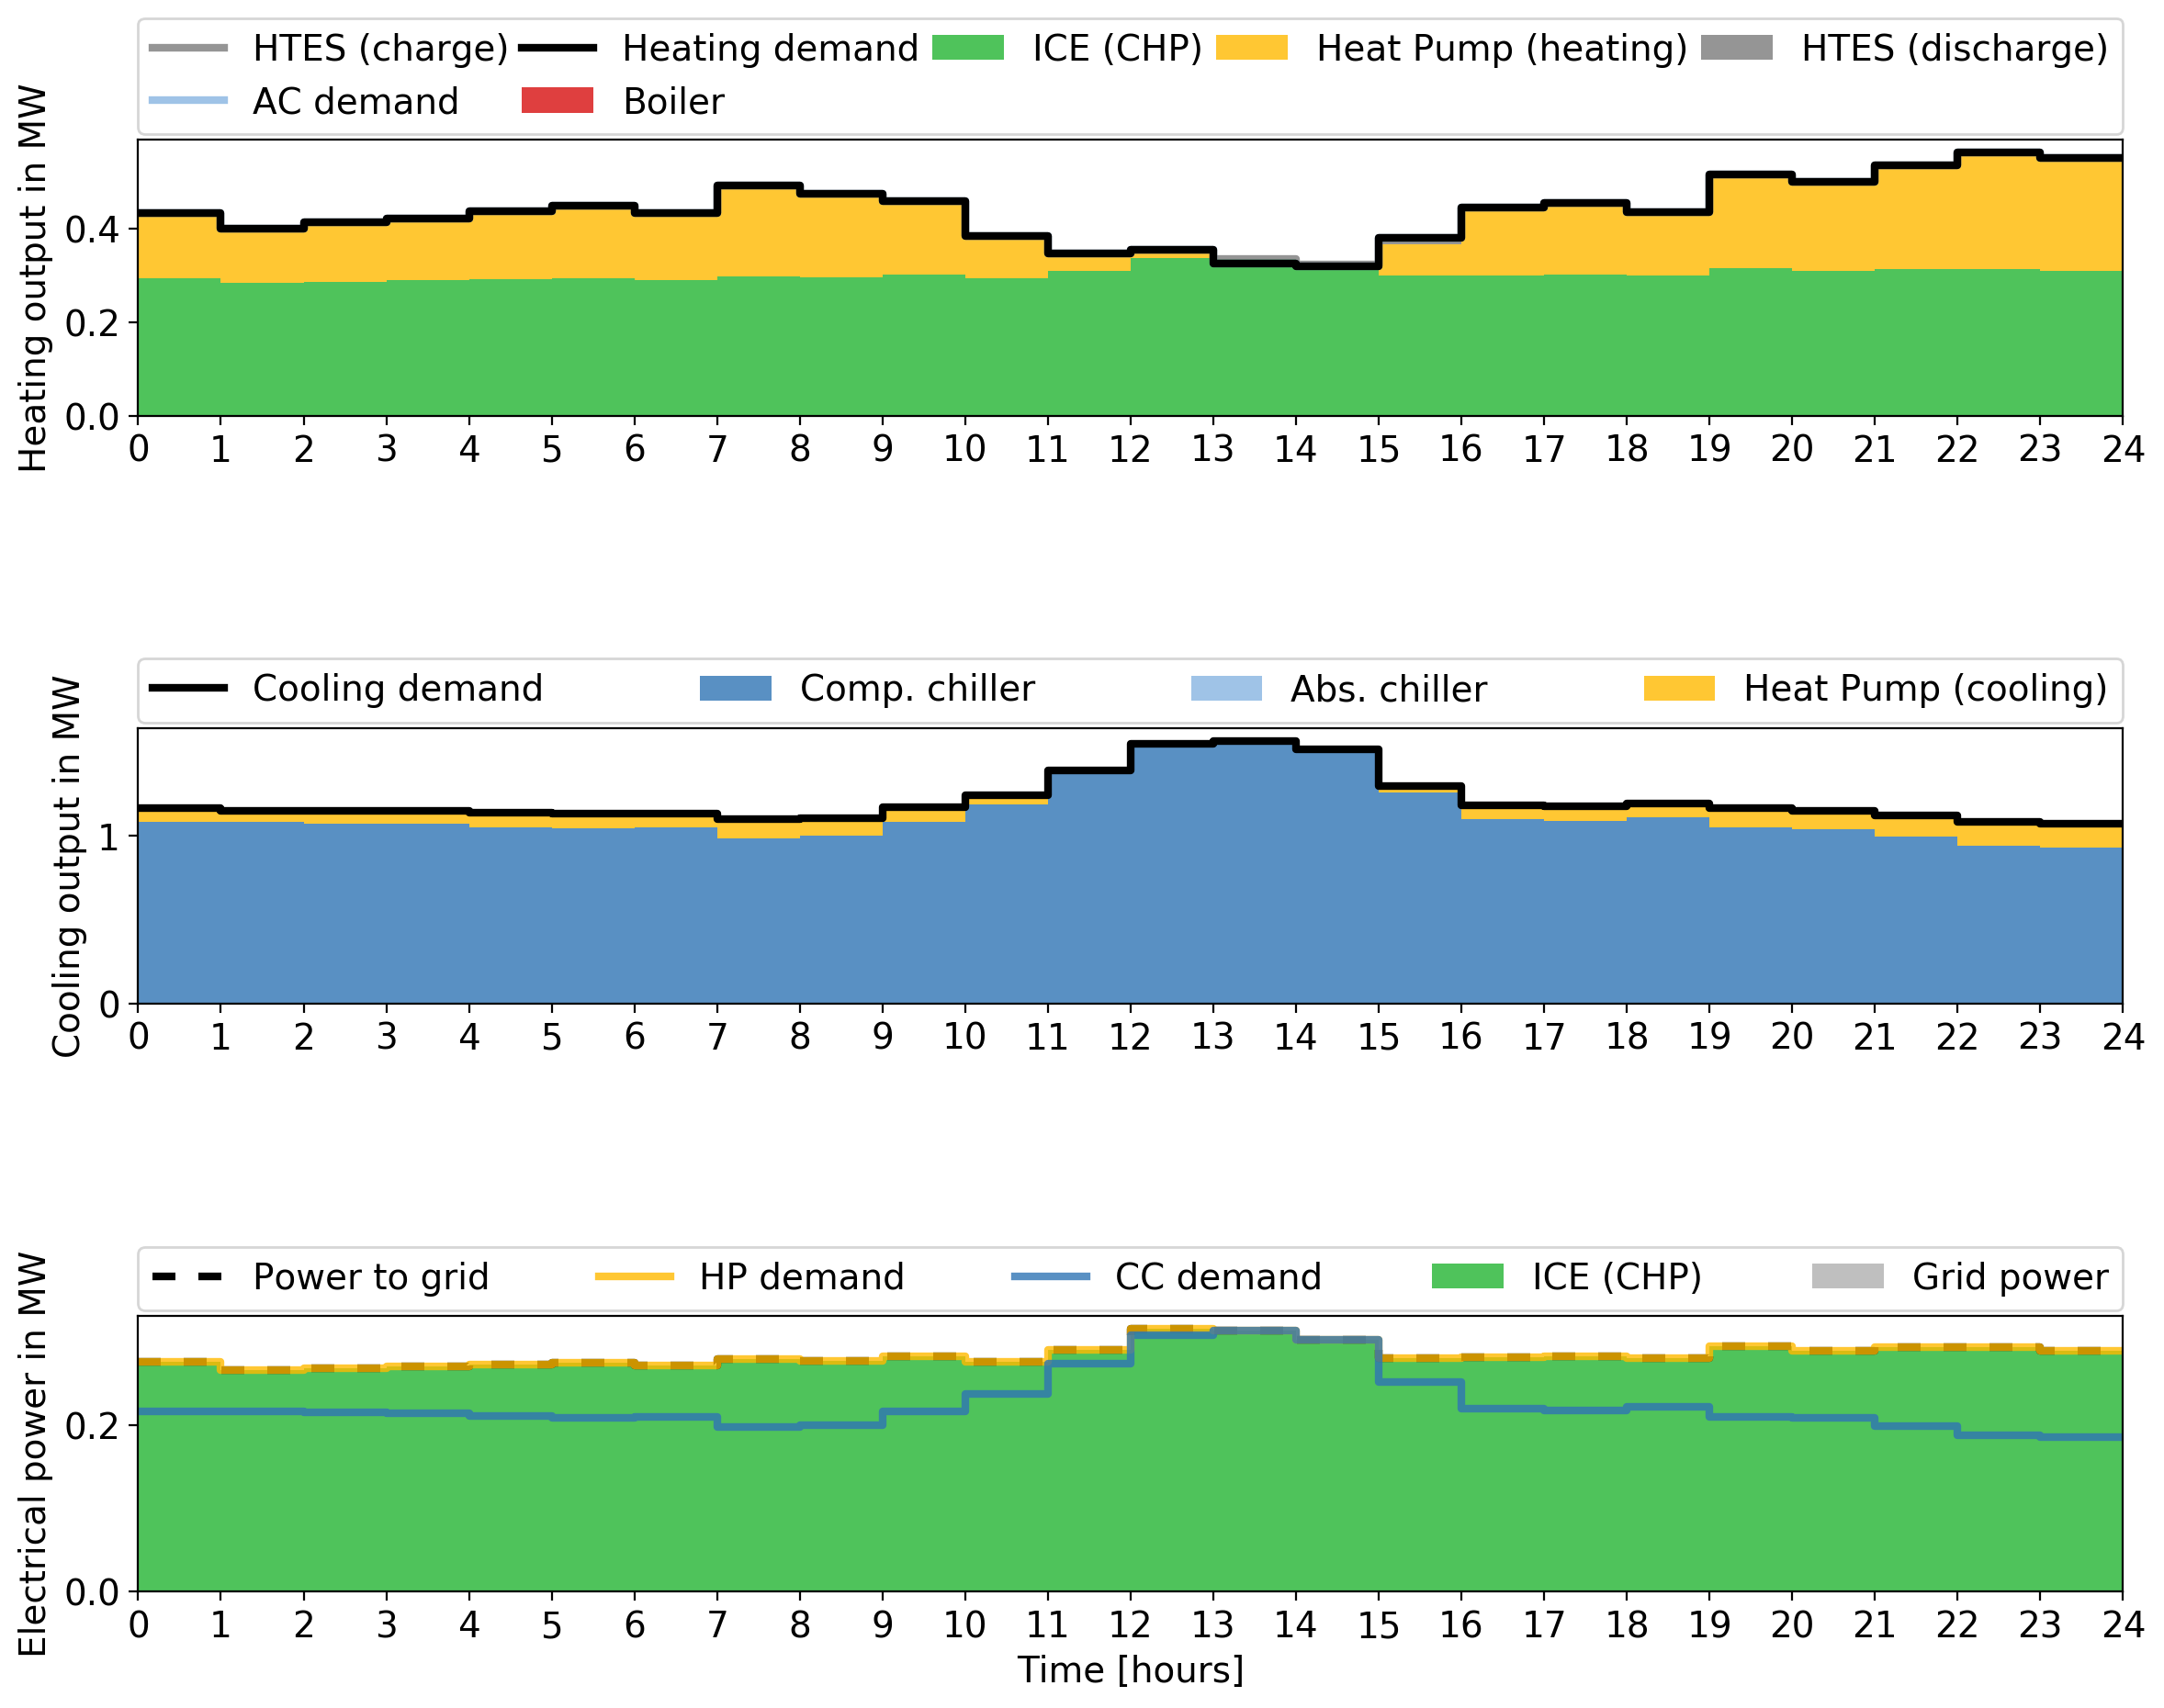 HTES (charge) Heating demand ICE (CHP) Heat Pump (heating) HTES (discharge)
AC demand Boiler
Heating output in MW
0.4
0.2
0.0
0 1 2 3 4 5 6 7 8 9 10 11 12 13 14 15 16 17 18 19 20 21 22 23 24
Cooling demand Comp. chiller Abs. chiller Heat Pump (cooling)
Cooling output in MW
1
0
0 1 2 3 4 5 6 7 8 9 10 11 12 13 14 15 16 17 18 19 20 21 22 23 24
Power to grid HP demand CC demand ICE (CHP) Grid power
Electrical power in MW
0.2
0.0
0 1 2 3 4 5 6 7 8 9 10 11 12 13 14 15 16 17 18 19 20 21 22 23 24
Time [hours]